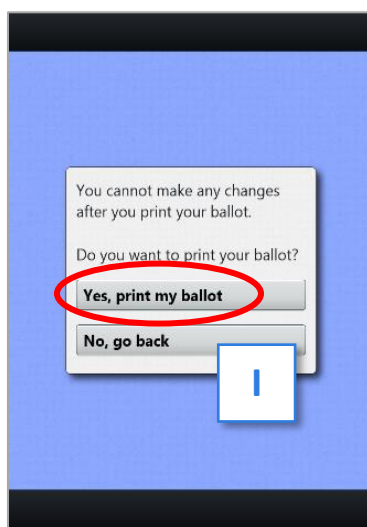 You cannot make any changes
after you print your ballot.
Do you want to print your ballot?
Yes, print my ballot
No, go back
I